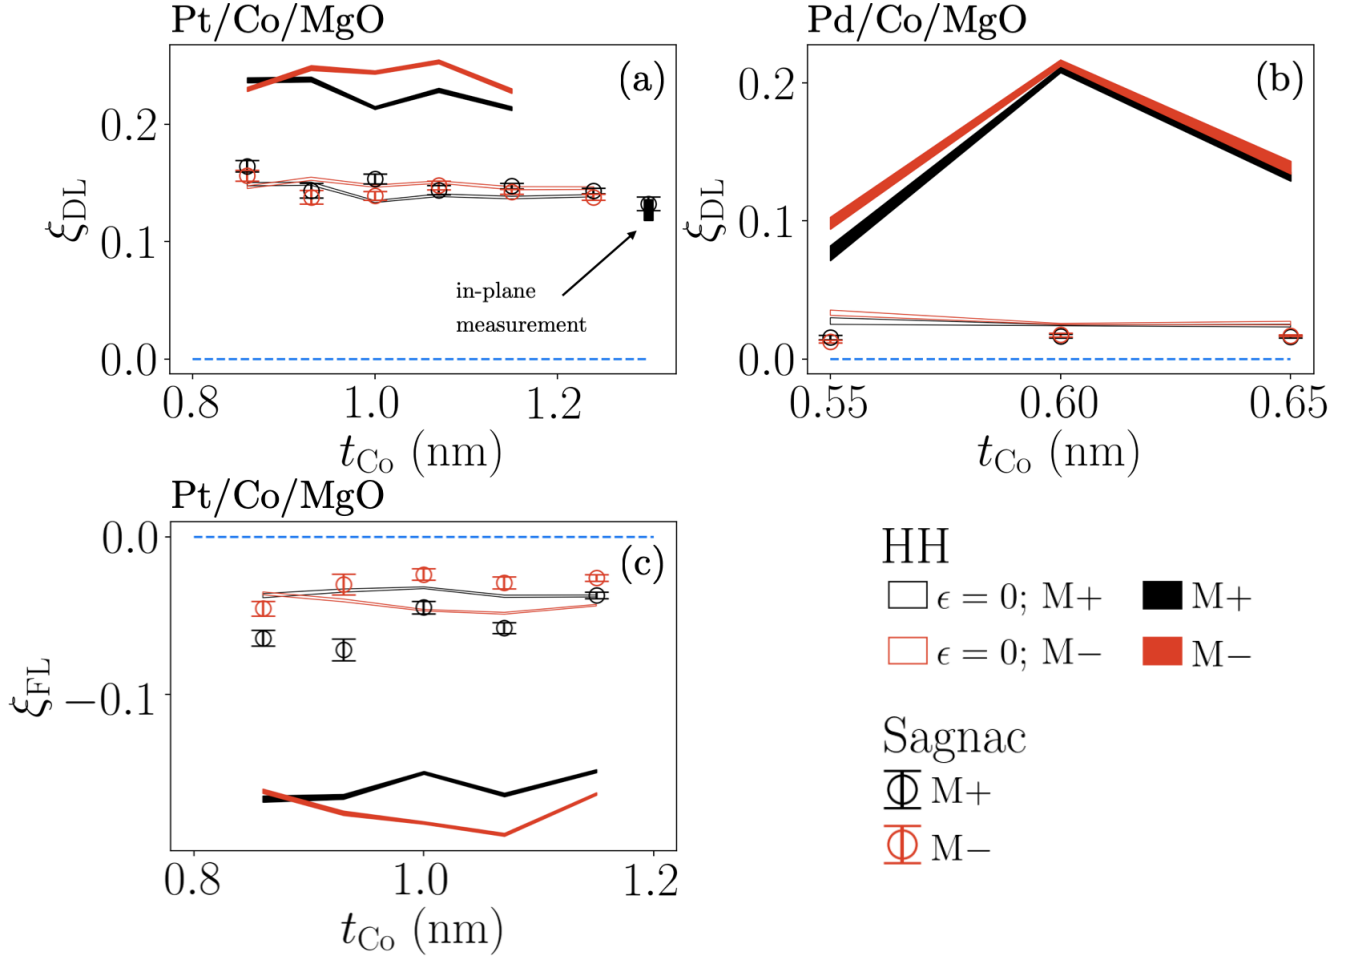 Pt/Co/MgO
(a)
ξDL
0.2
0.1
0.0
in-plane
measurement
0.8 1.0 1.2
tCo (nm)
Pd/Co/MgO
(b)
ξDL
0.2
0.1
0.0
0.55 0.60 0.65
tCo (nm)
Pt/Co/MgO
(c)
ξFL
0.0
−0.1
0.8 1.0 1.2
tCo (nm)
HH
ϵ = 0; M+ M+
ϵ = 0; M− M−
Sagnac
M+
M−